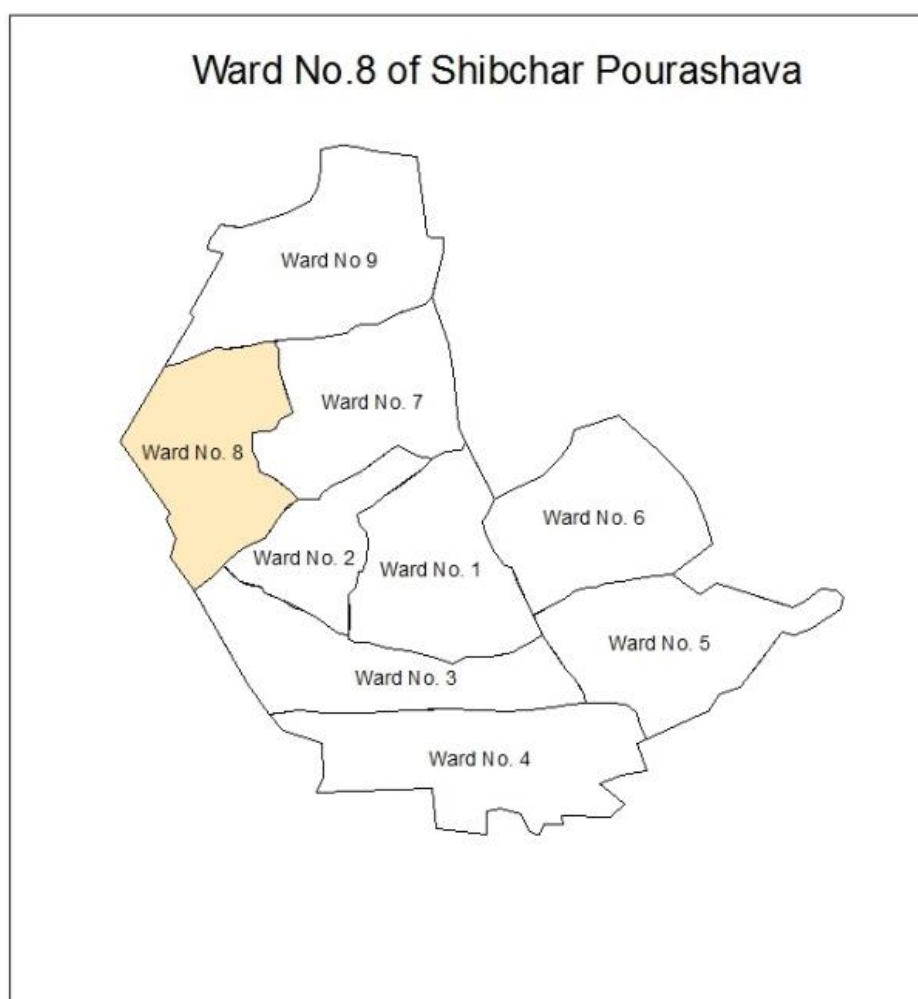 Ward No.8 of Shibchar Pourashava
Ward No 9
Ward No. 7
Ward No. 8
Ward No. 6
Ward No. 2
Ward No. 1
Ward No. 5
Ward No. 3
Ward No. 4